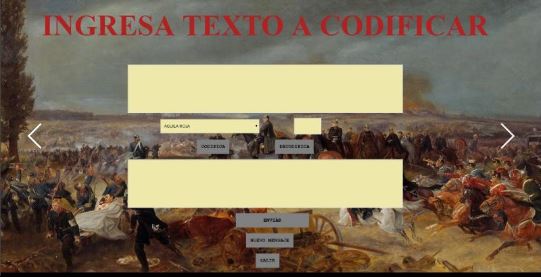 INGRESA TEXTO A CODIFICAR
AGUILA ROJA
CODIFICA DECODIFICA
ENVIAR
NUEVO MENSAJE
SALIR